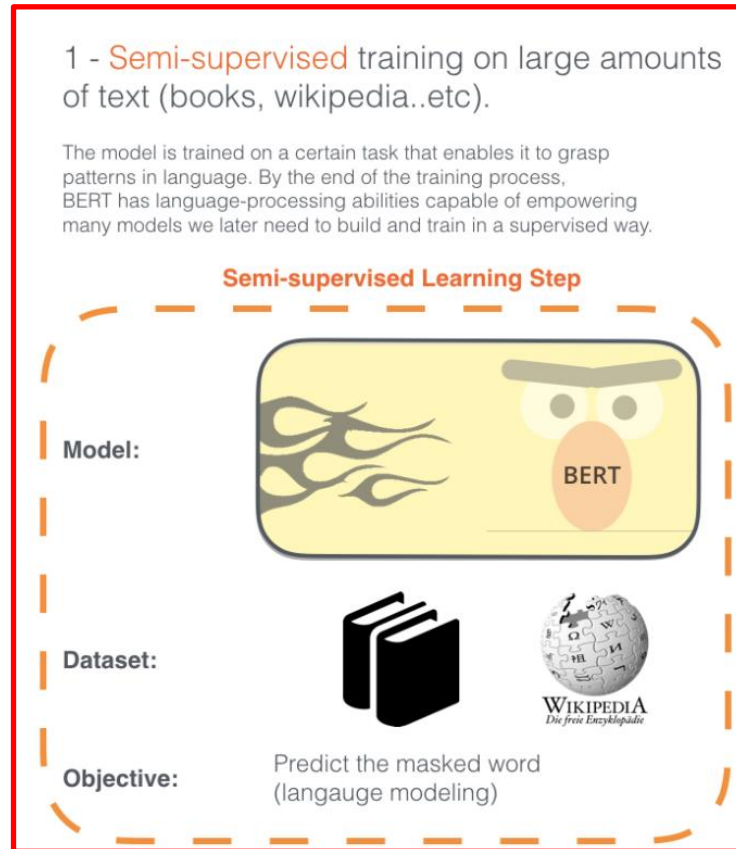 1 - Semi-supervised training on large amounts
of text (books, wikipedia..etc).
The model is trained on a certain task that enables it to grasp
patterns in language. By the end of the training process,
BERT has language-processing abilities capable of empowering
many models we later need to build and train in a supervised way.
Semi-supervised Learning Step
Model:
BERT
Dataset:
WIKIPEDIA
Die freie Enzyklopädie
Objective:
Predict the masked word
(langauge modeling)